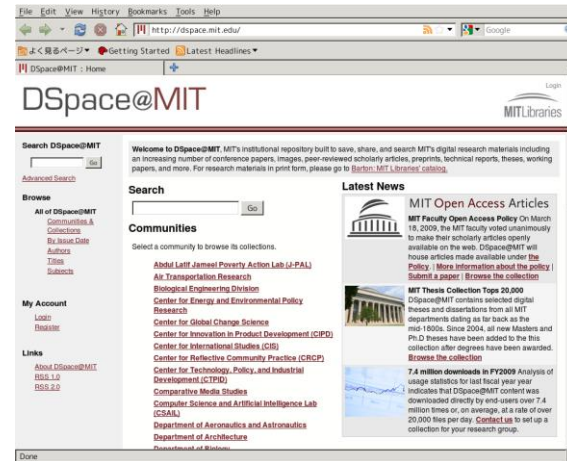 File Edit View History Bookmarks Tools Help
http://dspace.mit.edu/
Google
よく見るページ Getting Started Latest Headlines
DSpace@MIT : Home
Login
DSpace@MIT
MITLibraries
Search DSpace@MIT
Go
Advanced Search
Browse
All of DSpace@MIT
Communities &
Collections
By Issue Date
Authors
Titles
Subjects
My Account
Login
Register
Links
About DSpace@MIT
RSS 1.0
RSS 2.0
Welcome to DSpace@MIT, MIT's institutional repository built to save, share, and search MIT's digital research materials including
an increasing number of conference papers, images, peer-reviewed scholarly articles, preprints, technical reports, theses, working
papers, and more. For research materials in print form, please go to Barton: MIT Libraries' catalog.
Search
Go
Communities
Select a community to browse its collections.
Abdul Latif Jameel Poverty Action Lab (J-PAL)
Air Transportation Research
Biological Engineering Division
Center for Energy and Environmental Policy
Research
Center for Global Change Science
Center for Innovation in Product Development (CIPD)
Center for International Studies (CIS)
Center for Reflective Community Practice (CRCP)
Center for Technology, Policy, and Industrial
Development (CTPID)
Comparative Media Studies
Computer Science and Artificial Intelligence Lab
(CSAIL)
Department of Aeronautics and Astronautics
Department of Architecture
Department of Biology
Latest News
MIT Open Access Articles
MIT Faculty Open Access Policy On March
18, 2009, the MIT faculty voted unanimously
to make their scholarly articles openly
available on the web. DSpace@MIT will
house articles made available under the
Policy. | More information about the policy |
Submit a paper | Browse the collection
MIT Thesis Collection Tops 20,000
DSpace@MIT contains selected digital
theses and dissertations from all MIT
departments dating as far back as the
mid-1800s. Since 2004, all new Masters and
Ph.D theses have been added to the this
collection after degrees have been awarded.
Browse the collection
7.4 million downloads in FY2009 Analysis of
usage statistics for last fiscal year year
indicates that DSpace@MIT content was
downloaded directly by end-users over 7.4
million times or, on average, at a rate of over
20,000 files per day. Contact us to set up a
collection for your research group.
Done